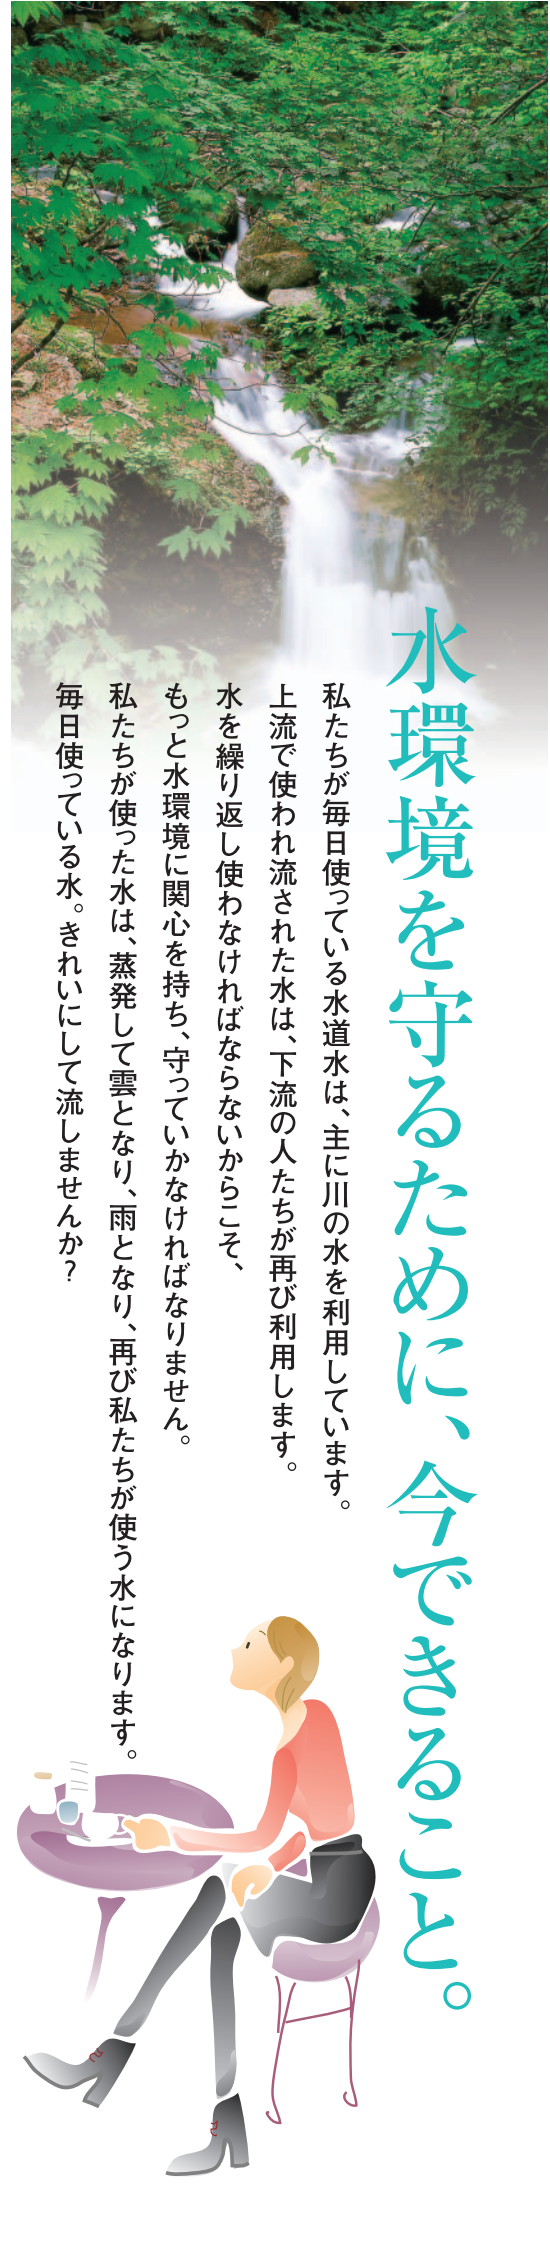 水環境を守るために、今できること。
私たちが毎日使っている水道水は、主に川の水を利用しています。
上流で使われ流された水は、下流の人たちが再び利用します。
水を繰り返し使わなければならないからこそ、
もっと水環境に関心を持ち、守っていかなければなりません。
私たちが使った水は、蒸発して雲となり、雨となり、再び私たちが使う水になります。
毎日使っている水。きれいにして流しませんか?